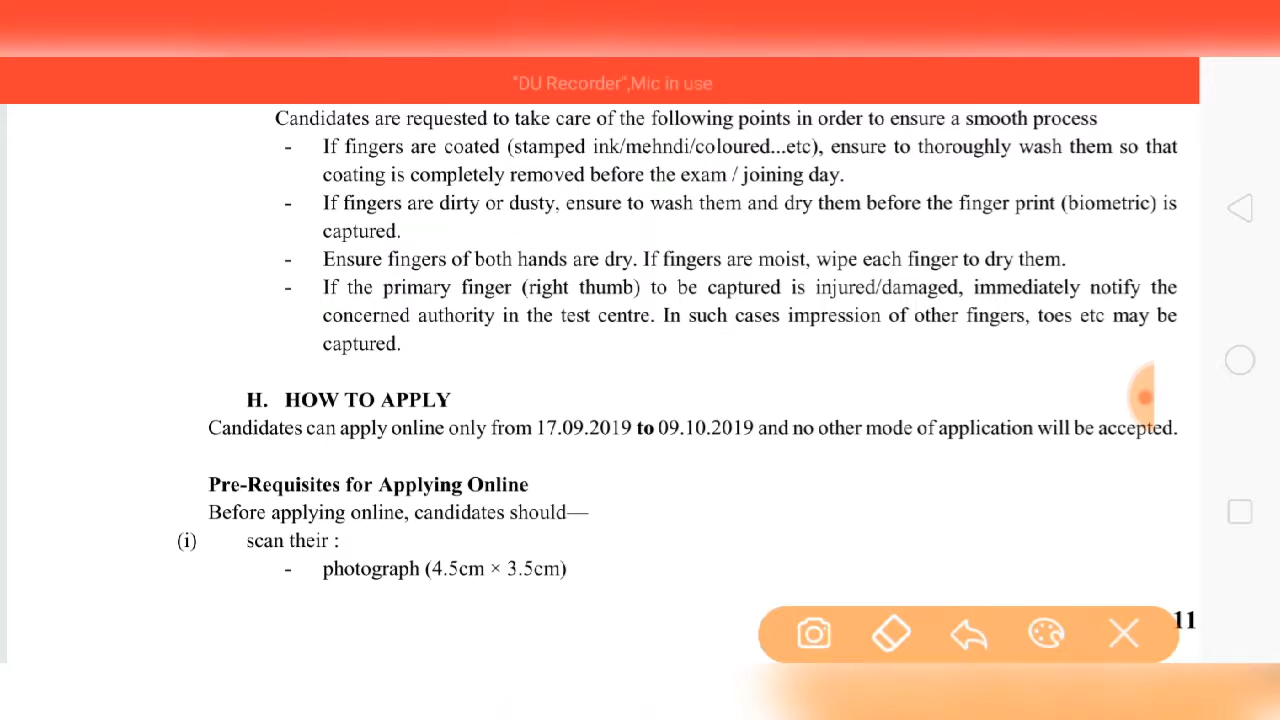 "DU Recorder",Mic in use
Candidates are requested to take care of the following points in order to ensure a smooth process
- If fingers are coated (stamped ink/mehndi/coloured...etc), ensure to thoroughly wash them so that
coating is completely removed before the exam / joining day.
- If fingers are dirty or dusty, ensure to wash them and dry them before the finger print (biometric) is
captured.
- Ensure fingers of both hands are dry. If fingers are moist, wipe each finger to dry them.
- If the primary finger (right thumb) to be captured is injured/damaged, immediately notify the
concerned authority in the test centre. In such cases impression of other fingers, toes etc may be
captured.
H. HOW TO APPLY
Candidates can apply online only from 17.09.2019 to 09.10.2019 and no other mode of application will be accepted.
Pre-Requisites for Applying Online
Before applying online, candidates should—
(i) scan their :
- photograph (4.5cm × 3.5cm)
11